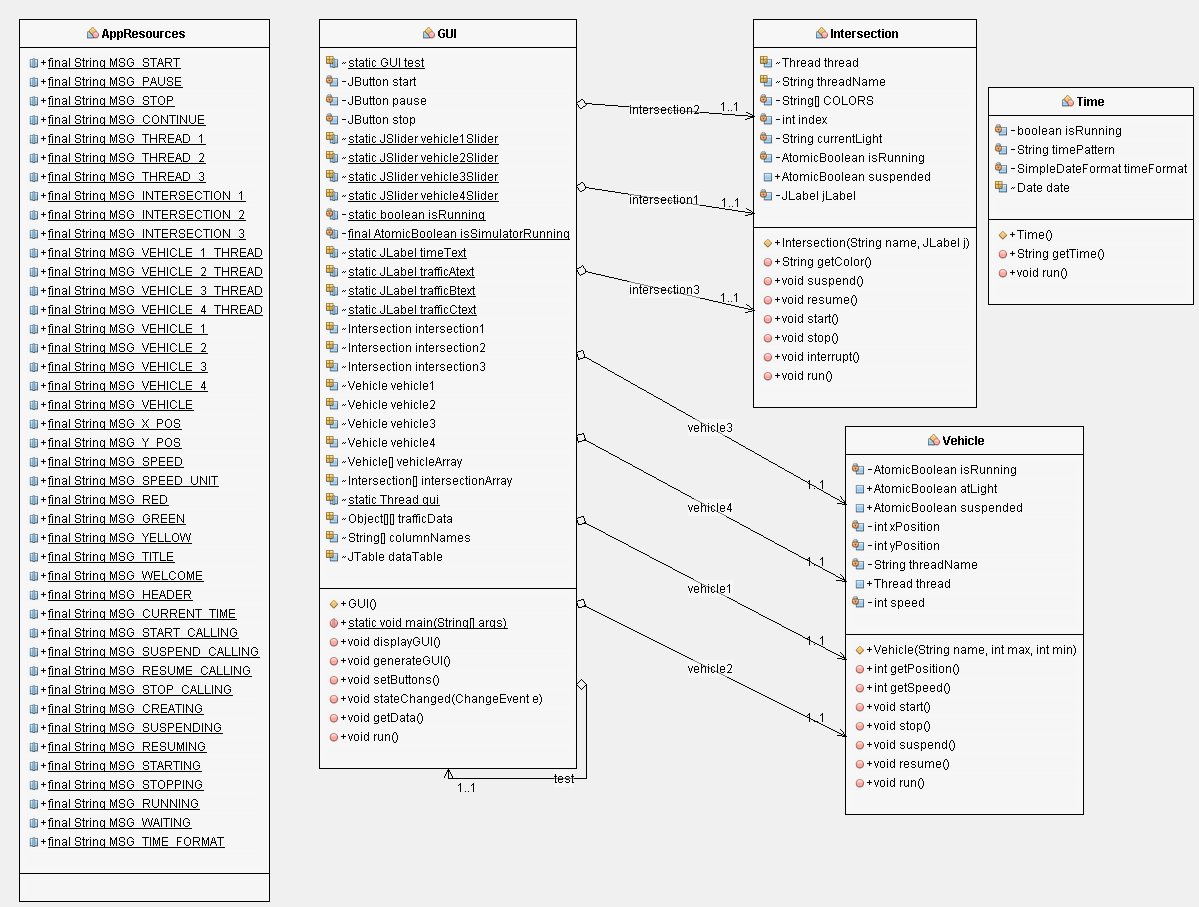 AppResources
+final String MSG_START
+final String MSG_PAUSE
+final String MSG_STOP
+final String MSG_CONTINUE
+final String MSG_THREAD_1
+final String MSG_THREAD_2
+final String MSG_THREAD_3
+final String MSG_INTERSECTION_1
+final String MSG_INTERSECTION_2
+final String MSG_INTERSECTION_3
+final String MSG_VEHICLE_1_THREAD
+final String MSG_VEHICLE_2_THREAD
+final String MSG_VEHICLE_3_THREAD
+final String MSG_VEHICLE_4_THREAD
+final String MSG_VEHICLE_1
+final String MSG_VEHICLE_2
+final String MSG_VEHICLE_3
+final String MSG_VEHICLE_4
+final String MSG_VEHICLE
+final String MSG_X_POS
+final String MSG_Y_POS
+final String MSG_SPEED
+final String MSG_SPEED_UNIT
+final String MSG_RED
+final String MSG_GREEN
+final String MSG_YELLOW
+final String MSG_TITLE
+final String MSG_WELCOME
+final String MSG_HEADER
+final String MSG_CURRENT_TIME
+final String MSG_START_CALLING
+final String MSG_SUSPEND_CALLING
+final String MSG_RESUME_CALLING
+final String MSG_STOP_CALLING
+final String MSG_CREATING
+final String MSG_SUSPENDING
+final String MSG_RESUMING
+final String MSG_STARTING
+final String MSG_STOPPING
+final String MSG_RUNNING
+final String MSG_WAITING
+final String MSG_TIME_FORMAT
GUI
~static GUI test
-JButton start
-JButton pause
-JButton stop
~static JSlider vehicle1Slider
~static JSlider vehicle2Slider
~static JSlider vehicle3Slider
~static JSlider vehicle4Slider
-static boolean isRunning
-final AtomicBoolean isSimulatorRunning
~static JLabel timeText
~static JLabel trafficAtext
~static JLabel trafficBtext
~static JLabel trafficCtext
~Intersection intersection1
~Intersection intersection2
~Intersection intersection3
~Vehicle vehicle1
~Vehicle vehicle2
~Vehicle vehicle3
~Vehicle vehicle4
~Vehicle[] vehicleArray
~Intersection[] intersectionArray
~static Thread gui
~Object[][] trafficData
~String[] columnNames
~JTable dataTable
+GUI()
+static void main(String[] args)
+void displayGUI()
+void generateGUI()
+void setButtons()
+void stateChanged(ChangeEvent e)
+void getData()
+void run()
test
1..1
intersection2
1..1
intersection1
1..1
intersection3
1..1
vehicle3
1..1
vehicle4
1..1
vehicle1
1..1
vehicle2
1..1
Intersection
~Thread thread
~String threadName
-String[] COLORS
-int index
-String currentLight
-AtomicBoolean isRunning
+AtomicBoolean suspended
-JLabel jLabel
+Intersection(String name, JLabel j)
+String getColor()
+void suspend()
+void resume()
+void start()
+void stop()
+void interrupt()
+void run()
Time
-boolean isRunning
-String timePattern
-SimpleDateFormat timeFormat
~Date date
+Time()
+String getTime()
+void run()
Vehicle
-AtomicBoolean isRunning
+AtomicBoolean atLight
+AtomicBoolean suspended
-int xPosition
-int yPosition
-String threadName
+Thread thread
-int speed
+Vehicle(String name, int max, int min)
+int getPosition()
+int getSpeed()
+void start()
+void stop()
+void suspend()
+void resume()
+void run()